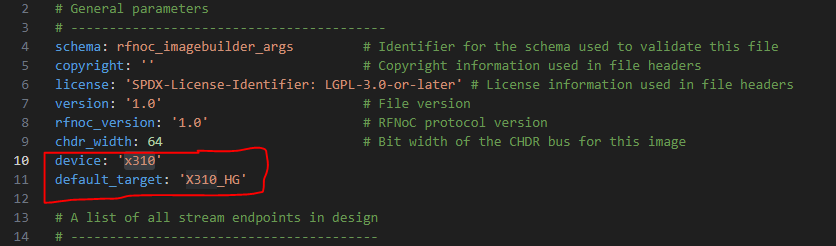 2 # General parameters
3 # ----------------------------------------
4 schema: rfnoc_imagebuilder_args # Identifier for the schema used to validate this file
5 copyright: '' # Copyright information used in file headers
6 license: 'SPDX-License-Identifier: LGPL-3.0-or-later' # License information used in file headers
7 version: '1.0' # File version
8 rfnoc_version: '1.0' # RFNoC protocol version
9 chdr_width: 64 # Bit width of the CHDR bus for this image
10 device: 'x310'
11 default_target: 'X310_HG'
12
13 # A list of all stream endpoints in design
14 # ----------------------------------------